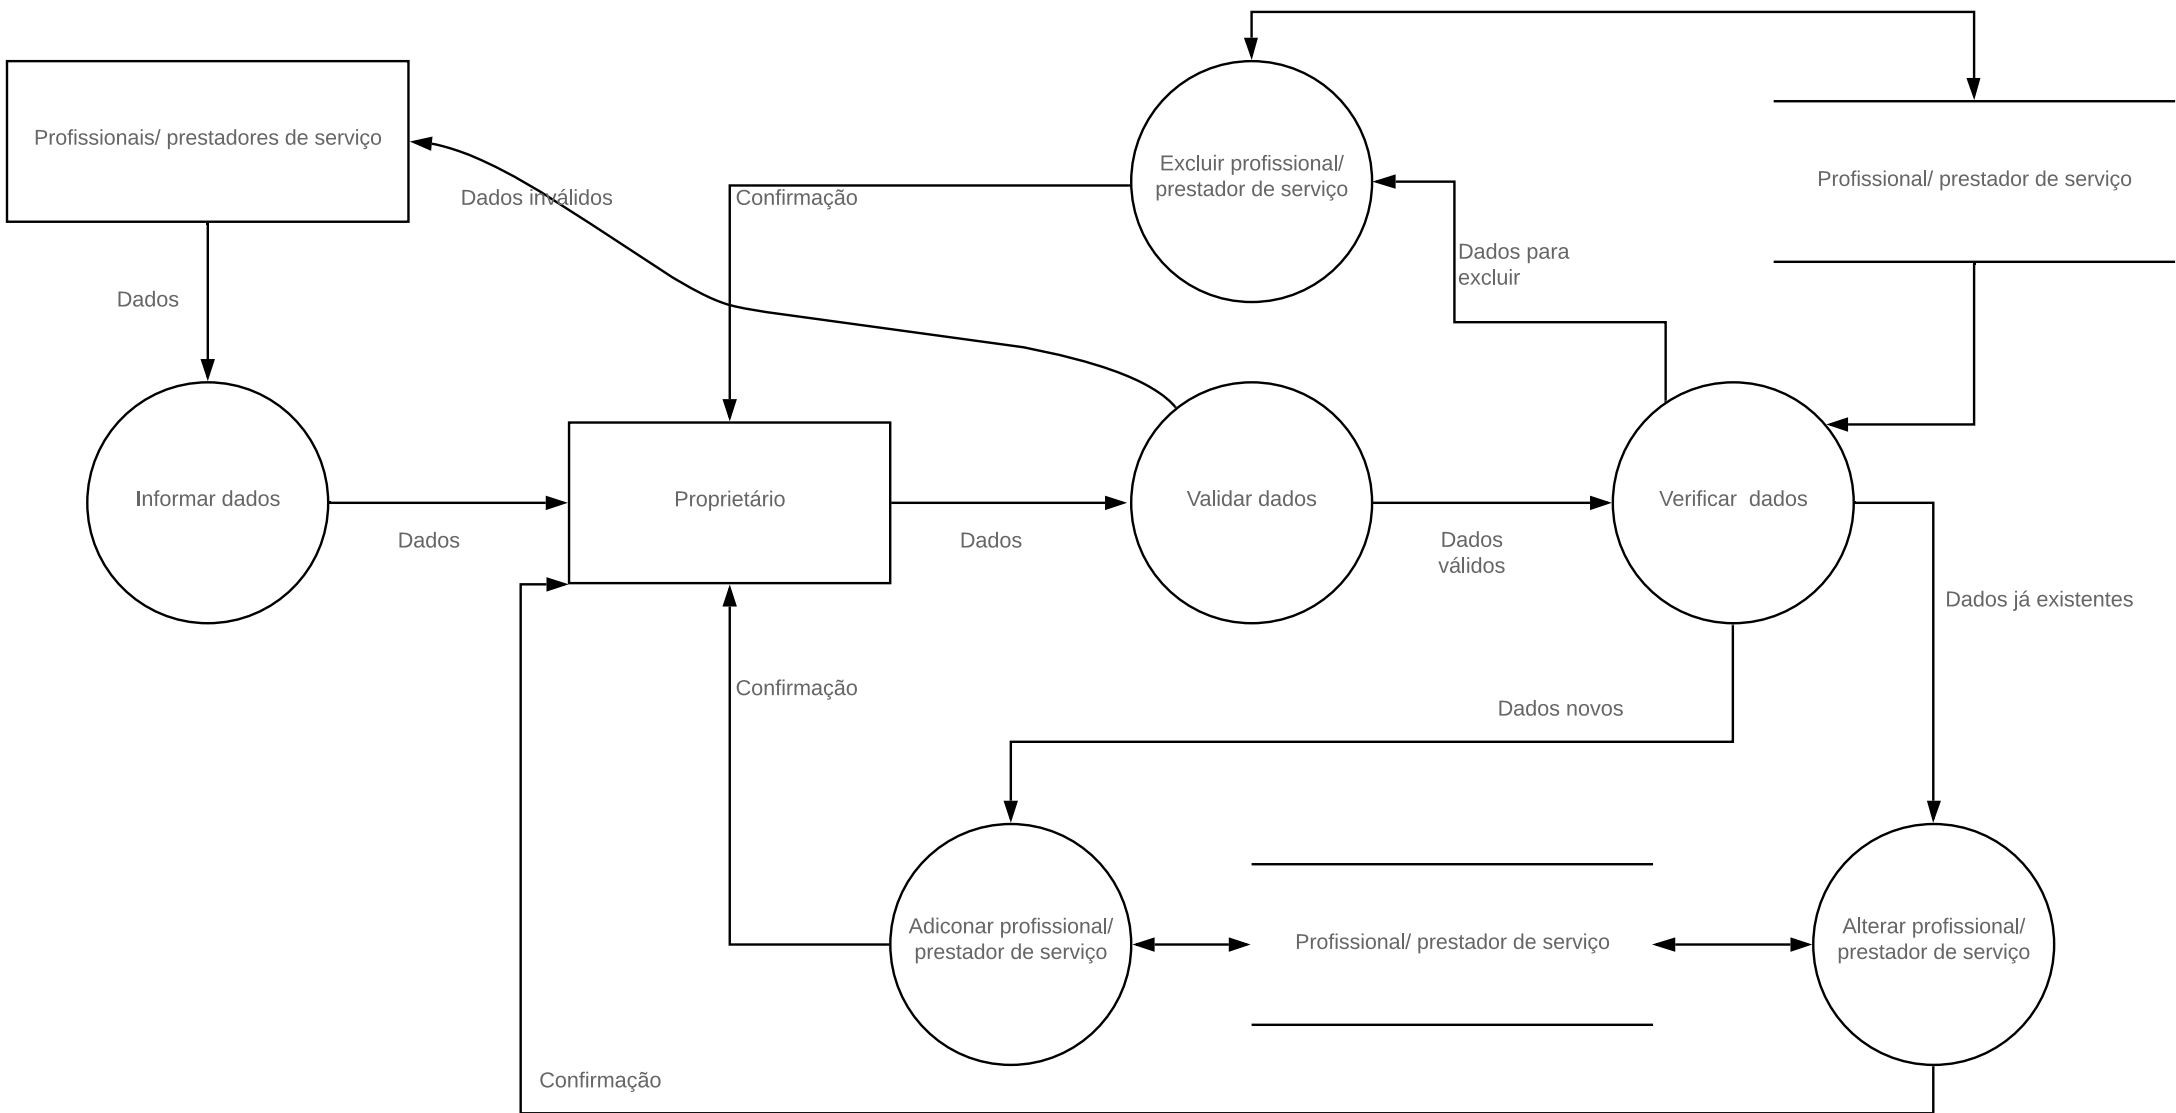 Profissionais/ prestadores de serviço
Excluir profissional/
prestador de serviço
Profissional/ prestador de serviço
Dados inválidos
Confirmação
Dados para
excluir
Dados
Informar dados
Proprietário
Validar dados
Verificar  dados
Dados
Dados
Dados
válidos
Dados já existentes
Confirmação
Dados novos
Adiconar profissional/
prestador de serviço
Profissional/ prestador de serviço
Alterar profissional/
prestador de serviço
Confirmação